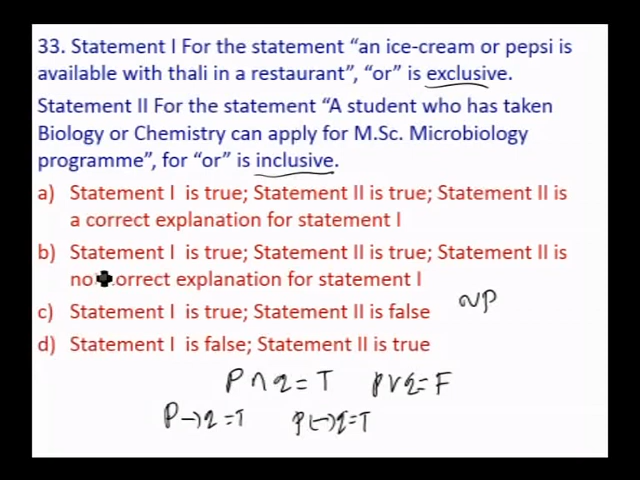 33. Statement I For the statement “an ice-cream or pepsi is
available with thali in a restaurant”, “or” is exclusive.
Statement II For the statement “A student who has taken
Biology or Chemistry can apply for M.Sc. Microbiology
programme”, for “or” is inclusive.
a) Statement I is true; Statement II is true; Statement II is
a correct explanation for statement I
b) Statement I is true; Statement II is true; Statement II is
no correct explanation for statement I
c) Statement I is true; Statement II is false
~P
d) Statement I is false; Statement II is true
P ∧ q = T P ∨ q = F
P → q = T P ↔ q = T